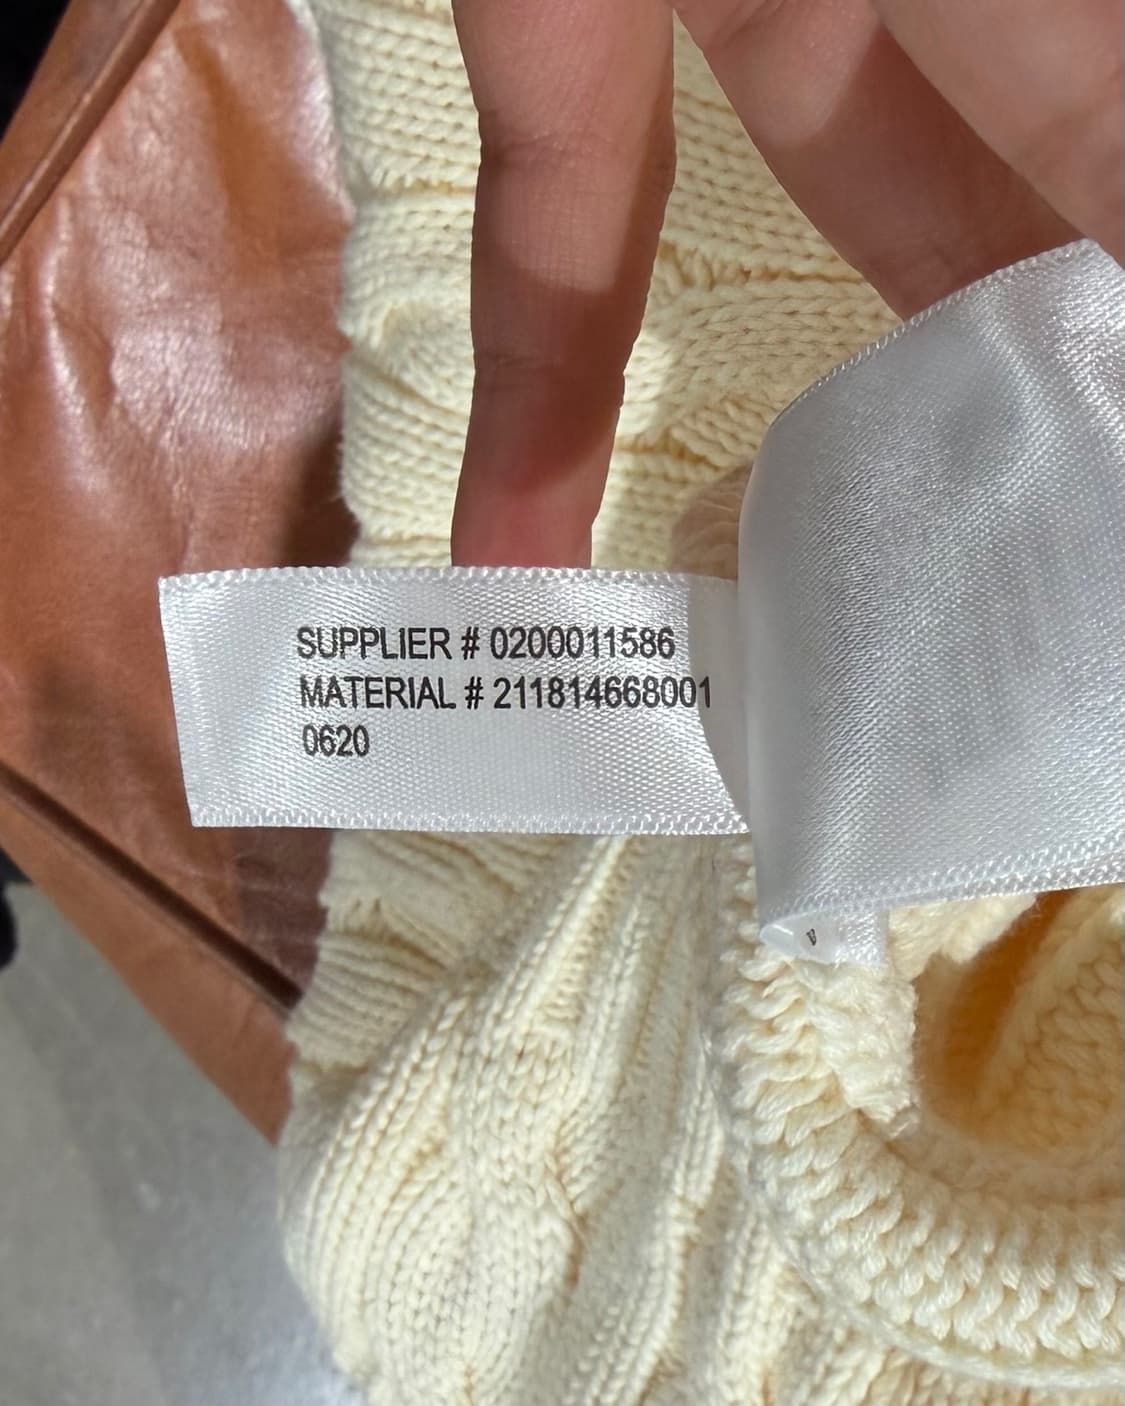 SUPPLIER # 0200011586
MATERIAL # 211814668001
0620